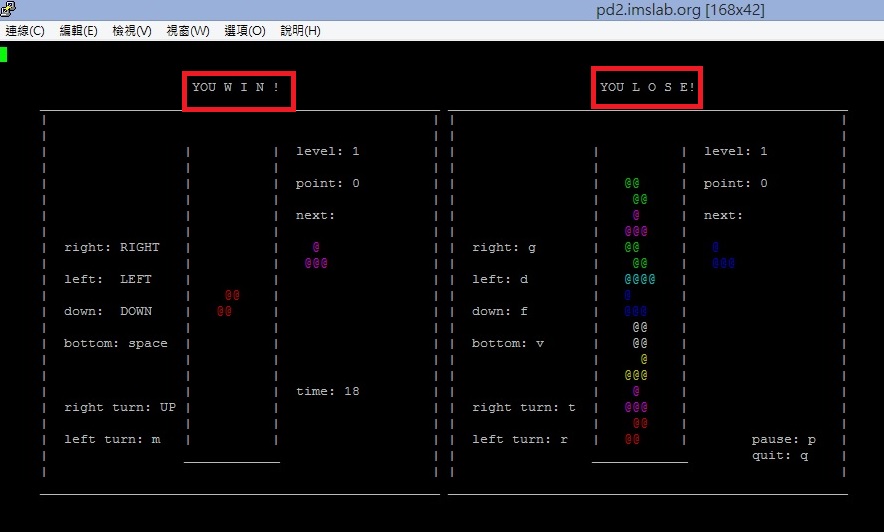 pd2.imslab.org [168x42]
連線(C) 編輯(E) 檢視(V) 視窗(W) 選項(O) 說明(H)
YOU W I N !
level: 1
point: 0
next:
@
@@@
right: RIGHT
left: LEFT
@@
@@
down: DOWN
bottom: space
time: 18
right turn: UP
left turn: m
YOU L O S E!
level: 1
@@
point: 0
@@
@
next:
@@@
@@
right: g
@
@@
@@@
@@@@
left: d
@
@@@
down: f
@@
@@
bottom: v
@
@@@
@
@@@
right turn: t
@@
@@
left turn: r
pause: p
quit: q